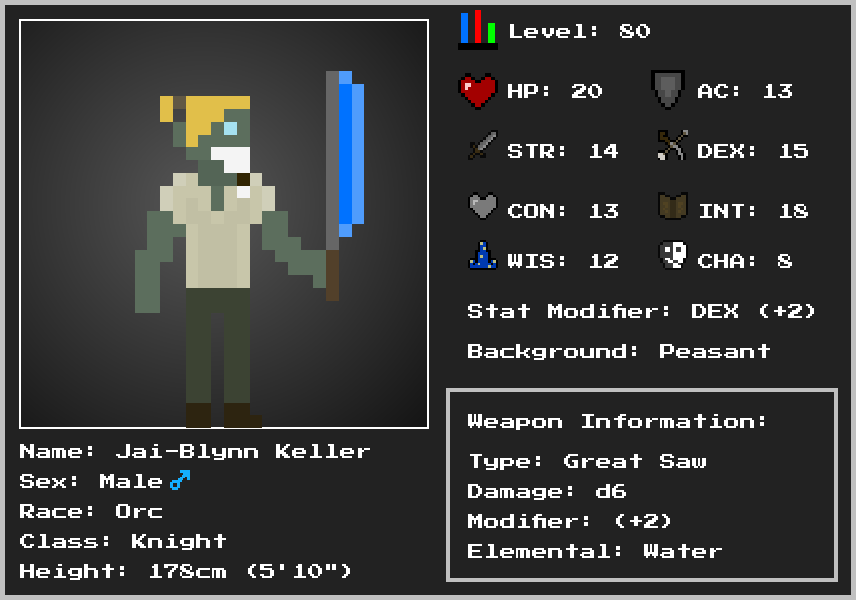 Level: 80
HP: 20
AC: 13
STR: 14
DEX: 15
CON: 13
INT: 18
WIS: 12
CHA: 8
Stat Modifier: DEX (+2)
Background: Peasant
Weapon Information:
Type: Great Saw
Damage: d6
Modifier: (+2)
Elemental: Water
Name: Jai-Blynn Keller
Sex: Male♂
Race: Orc
Class: Knight
Height: 178cm (5'10")